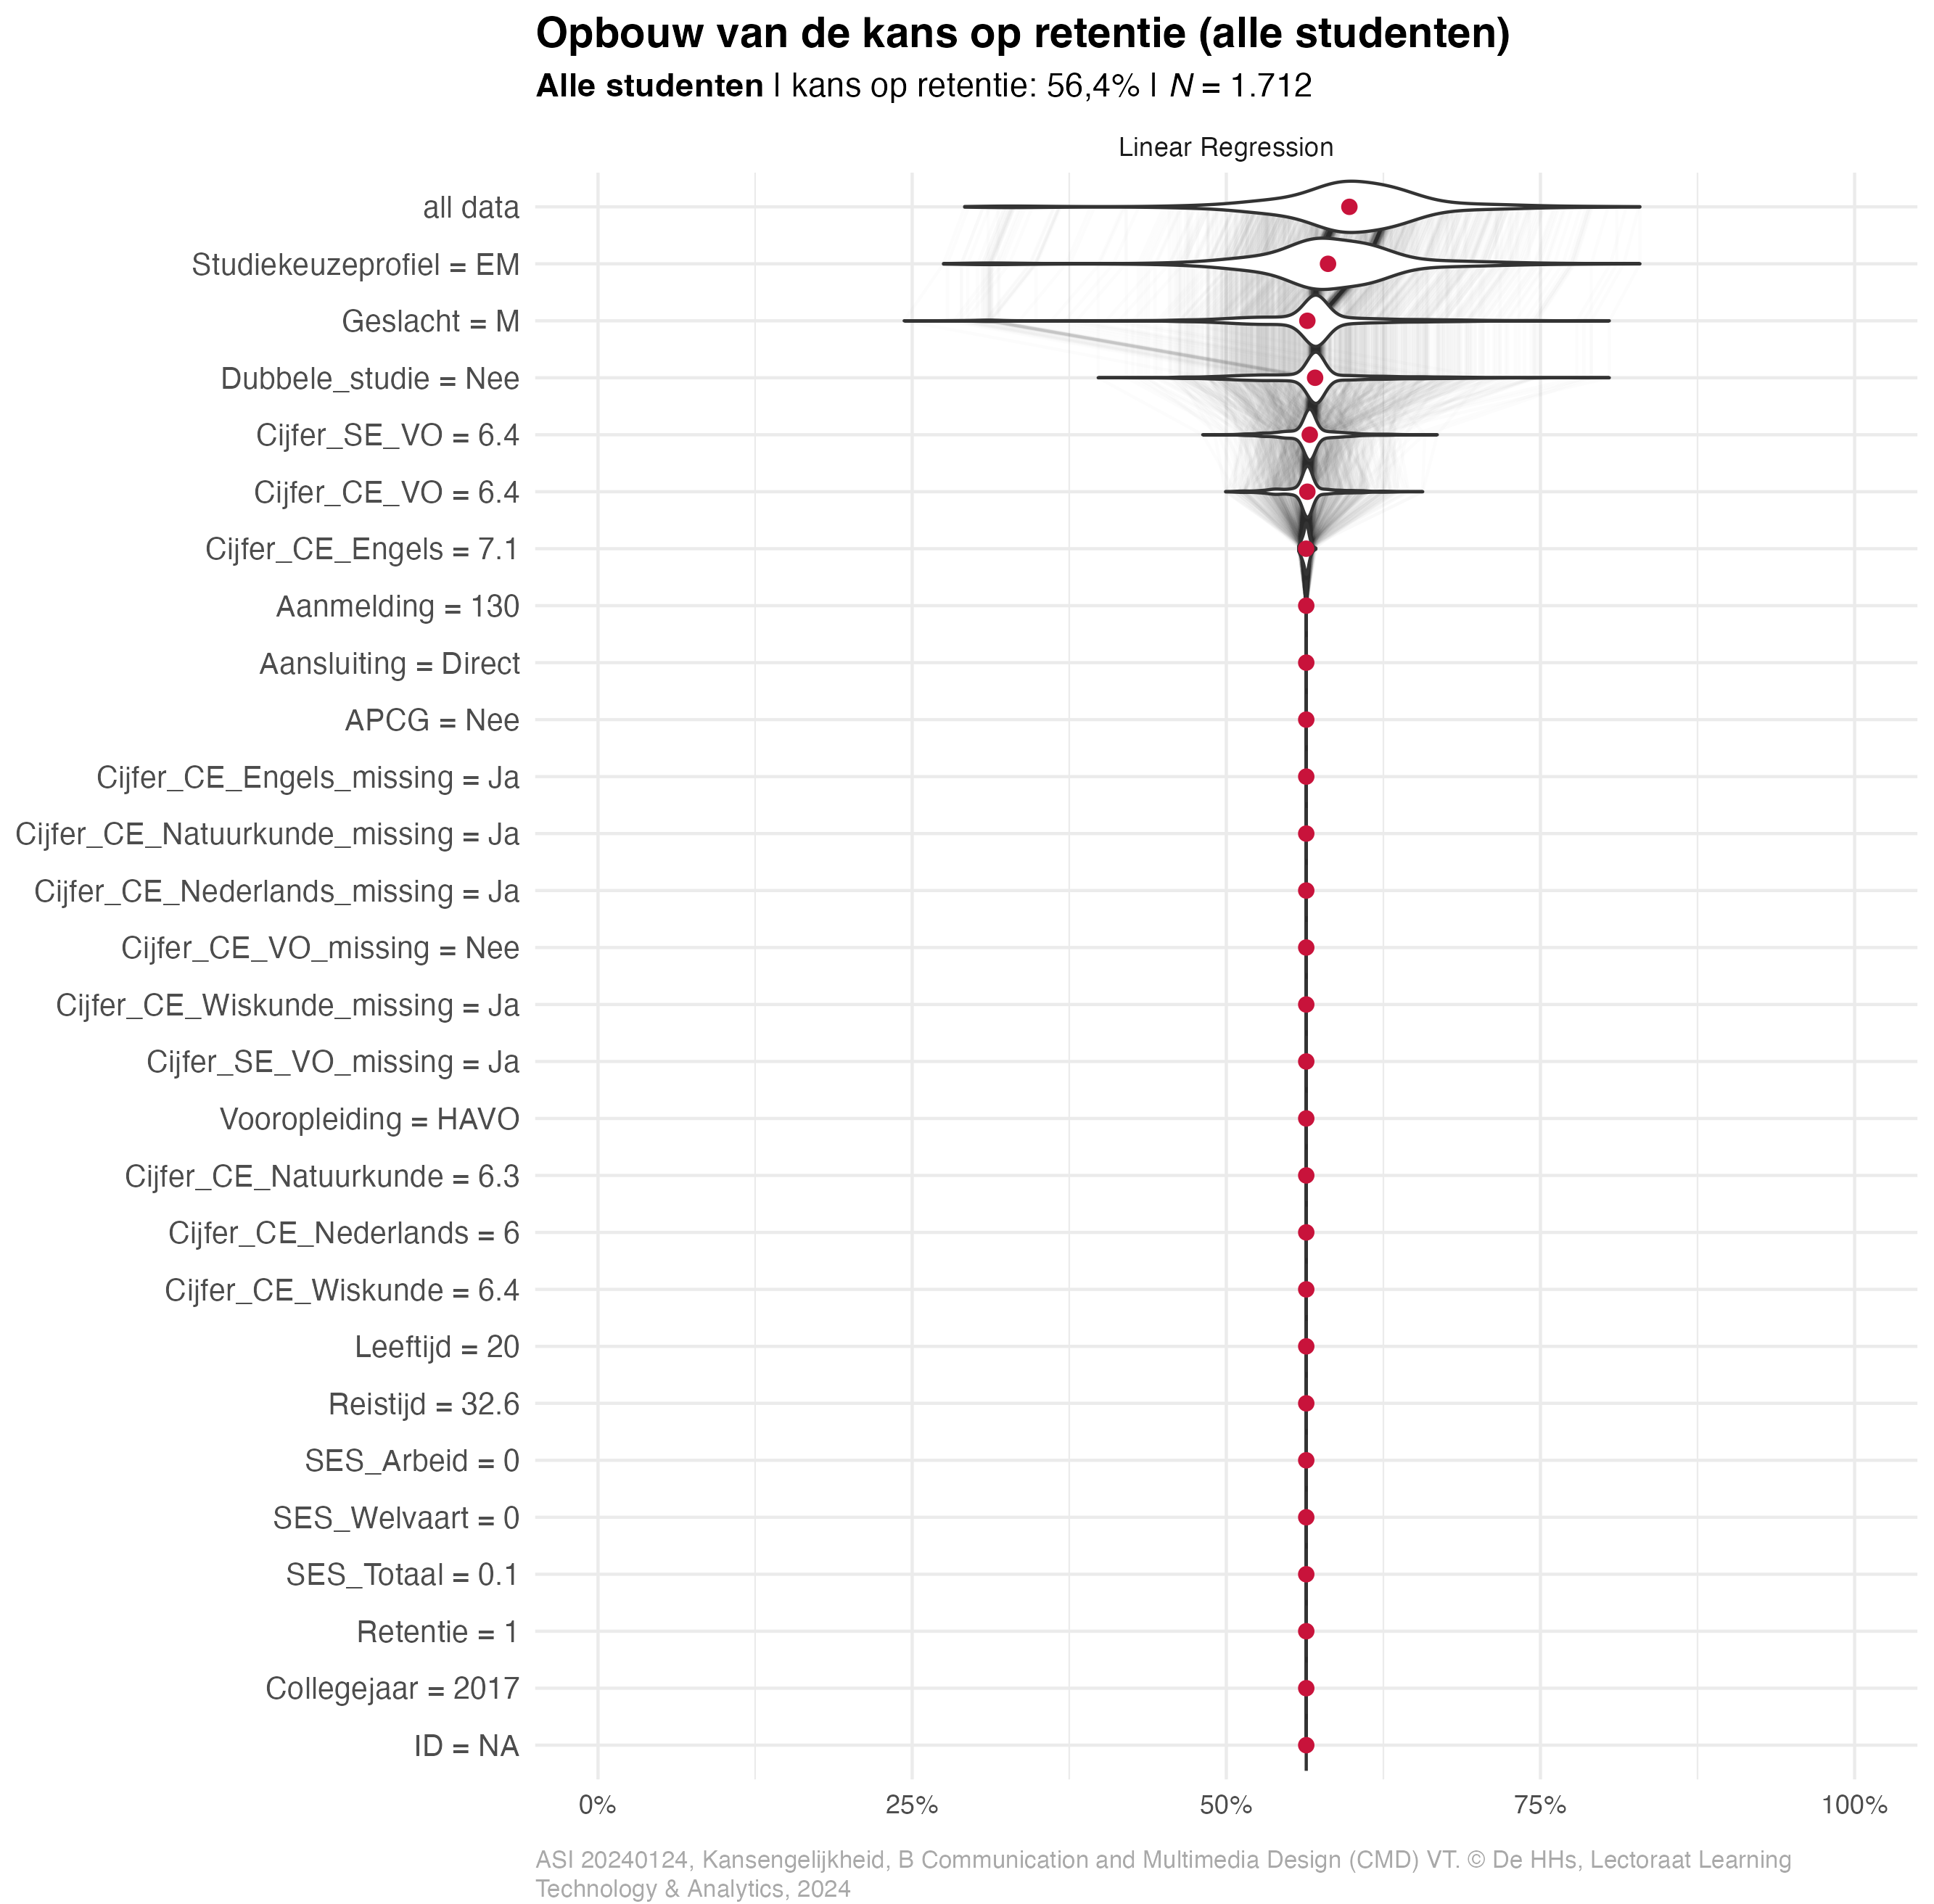 Opbouw van de kans op retentie (alle studenten)
Alle studenten | kans op retentie: 56,4% | N = 1.712
Linear Regression
all data
Studiekeuzeprofiel = EM
Geslacht = M
Dubbele_studie = Nee
Cijfer_SE_VO = 6.4
Cijfer_CE_VO = 6.4
Cijfer_CE_Engels = 7.1
Aanmelding = 130
Aansluiting = Direct
APCG = Nee
Cijfer_CE_Engels_missing = Ja
Cijfer_CE_Natuurkunde_missing = Ja
Cijfer_CE_Nederlands_missing = Ja
Cijfer_CE_VO_missing = Nee
Cijfer_CE_Wiskunde_missing = Ja
Cijfer_SE_VO_missing = Ja
Vooropleiding = HAVO
Cijfer_CE_Natuurkunde = 6.3
Cijfer_CE_Nederlands = 6
Cijfer_CE_Wiskunde = 6.4
Leeftijd = 20
Reistijd = 32.6
SES_Arbeid = 0
SES_Welvaart = 0
SES_Totaal = 0.1
Retentie = 1
Collegejaar = 2017
ID = NA
0% 25% 50% 75% 100%
ASI 20240124, Kansengelijkheid, B Communication and Multimedia Design (CMD) VT. © De HHs, Lectoraat Learning
Technology & Analytics, 2024